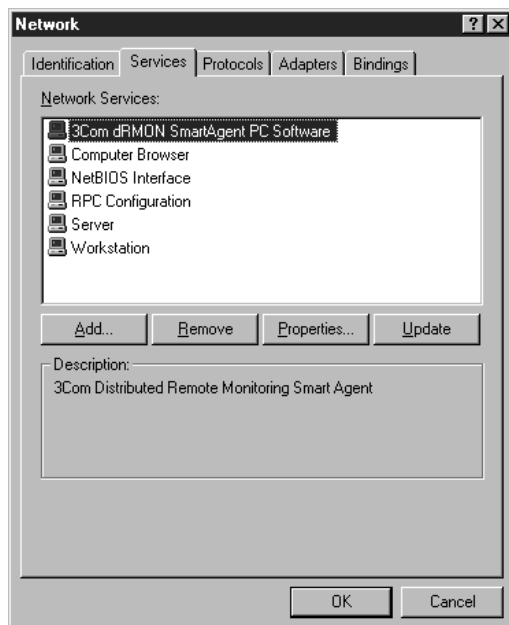 Network
Identification Services Protocols Adapters Bindings
Network Services:
3Com dRMON SmartAgent PC Software
Computer Browser
NetBIOS Interface
RPC Configuration
Server
Workstation
Add... Remove Properties... Update
Description:
3Com Distributed Remote Monitoring Smart Agent
OK Cancel